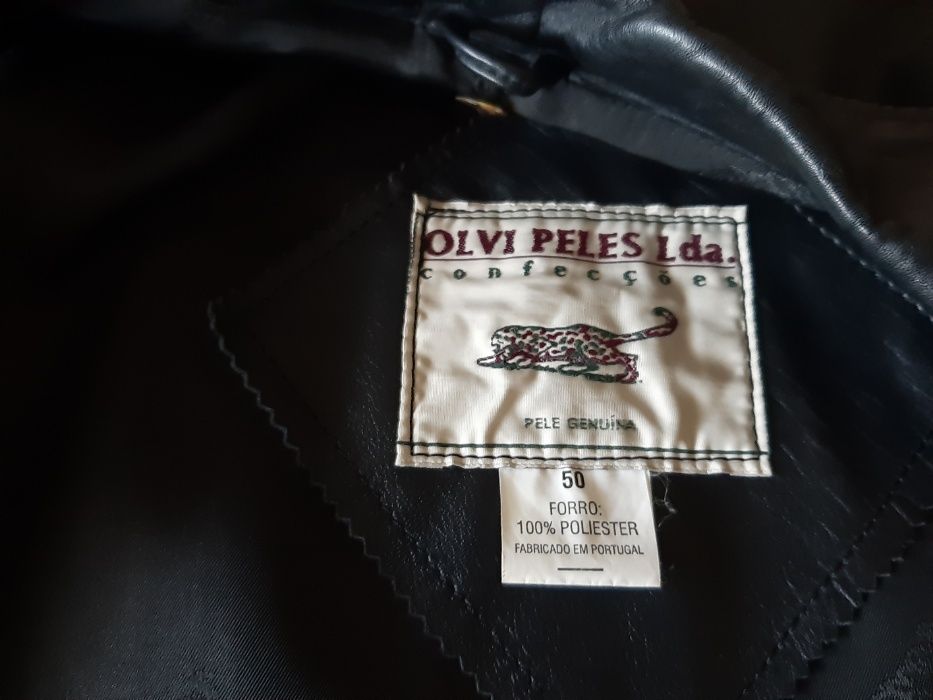 OLVI PELES Lda.
confecções
PELE GENUÍNA
50
FORRO:
100% POLIESTER
FABRICADO EM PORTUGAL